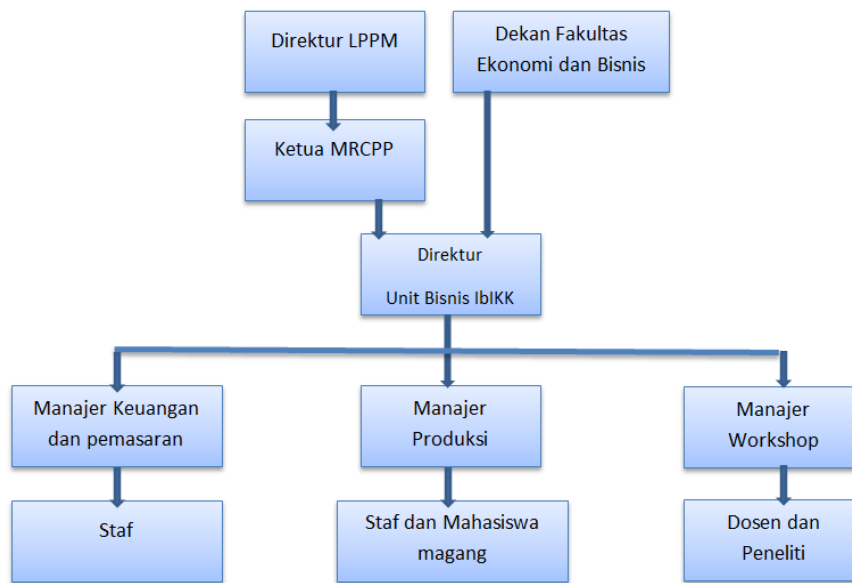 Direktur LPPM
Dekan Fakultas
Ekonomi dan Bisnis
Ketua MRCPP
Direktur
Unit Bisnis IbIKK
Manajer Keuangan
dan pemasaran
Manajer
Produksi
Manajer
Workshop
Staf
Staf dan Mahasiswa
magang
Dosen dan
Peneliti